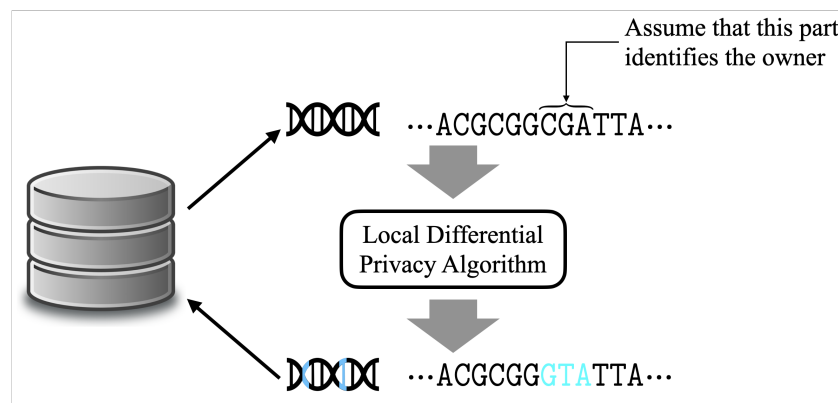 Assume that this part
identifies the owner
···ACGCGGCGATTA···
Local Differential
Privacy Algorithm
···ACGCGGGTATTA···